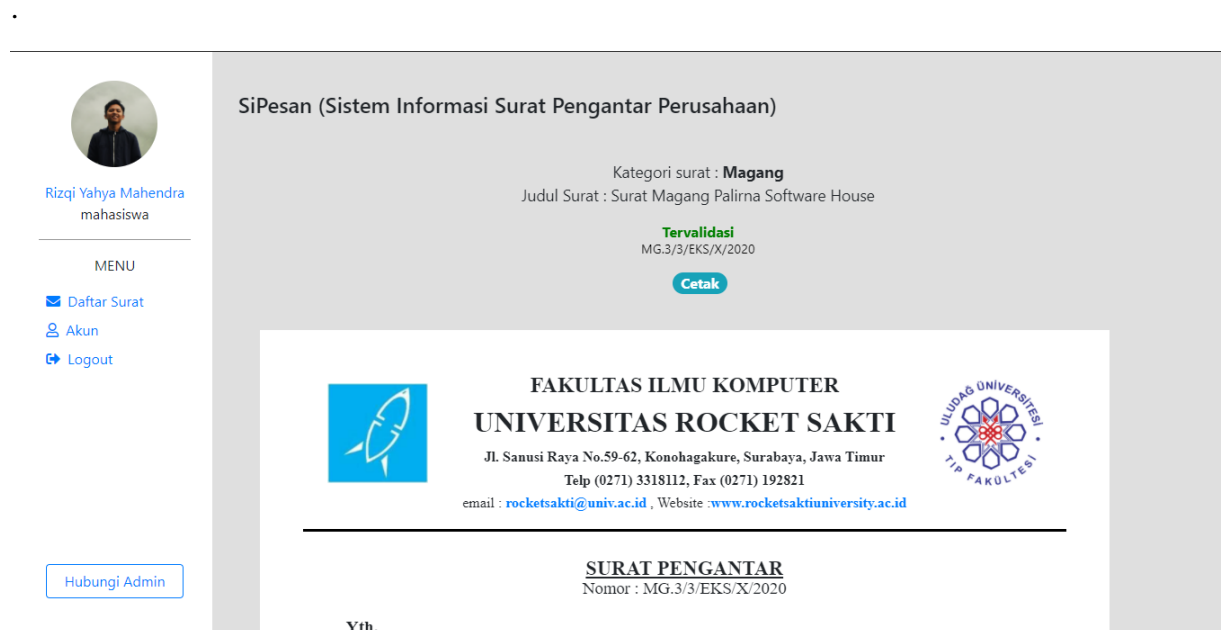 .
SiPesan (Sistem Informasi Surat Pengantar Perusahaan)
Rizqi Yahya Mahendra
mahasiswa
MENU
Daftar Surat
Akun
Logout
Hubungi Admin
Kategori surat : Magang
Judul Surat : Surat Magang Palirna Software House
Tervalidasi
MG.3/3/EKS/X/2020
Cetak
FAKULTAS ILMU KOMPUTER
UNIVERSITAS ROCKET SAKTI
Jl. Sanusi Raya No.59-62, Konohagakure, Surabaya, Jawa Timur
Telp (0271) 3318112, Fax (0271) 192821
email : rocketsakti@univ.ac.id , Website :www.rocketsaktiuniversity.ac.id
ULUDAĞ ÜNİVERSİTESİ
TIP FAKÜLTESİ
SURAT PENGANTAR
Nomor : MG.3/3/EKS/X/2020
Yth.